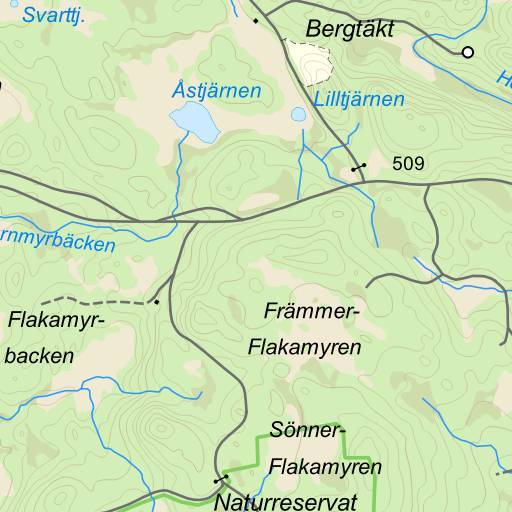 Svarttj.
Bergtäkt
Åstjärnen
Lilltjärnen
509
rnmyrbäcken
Främmer-
Flakamyren
Flakamyr-
backen
Sönner-
Flakamyren
Naturreservat